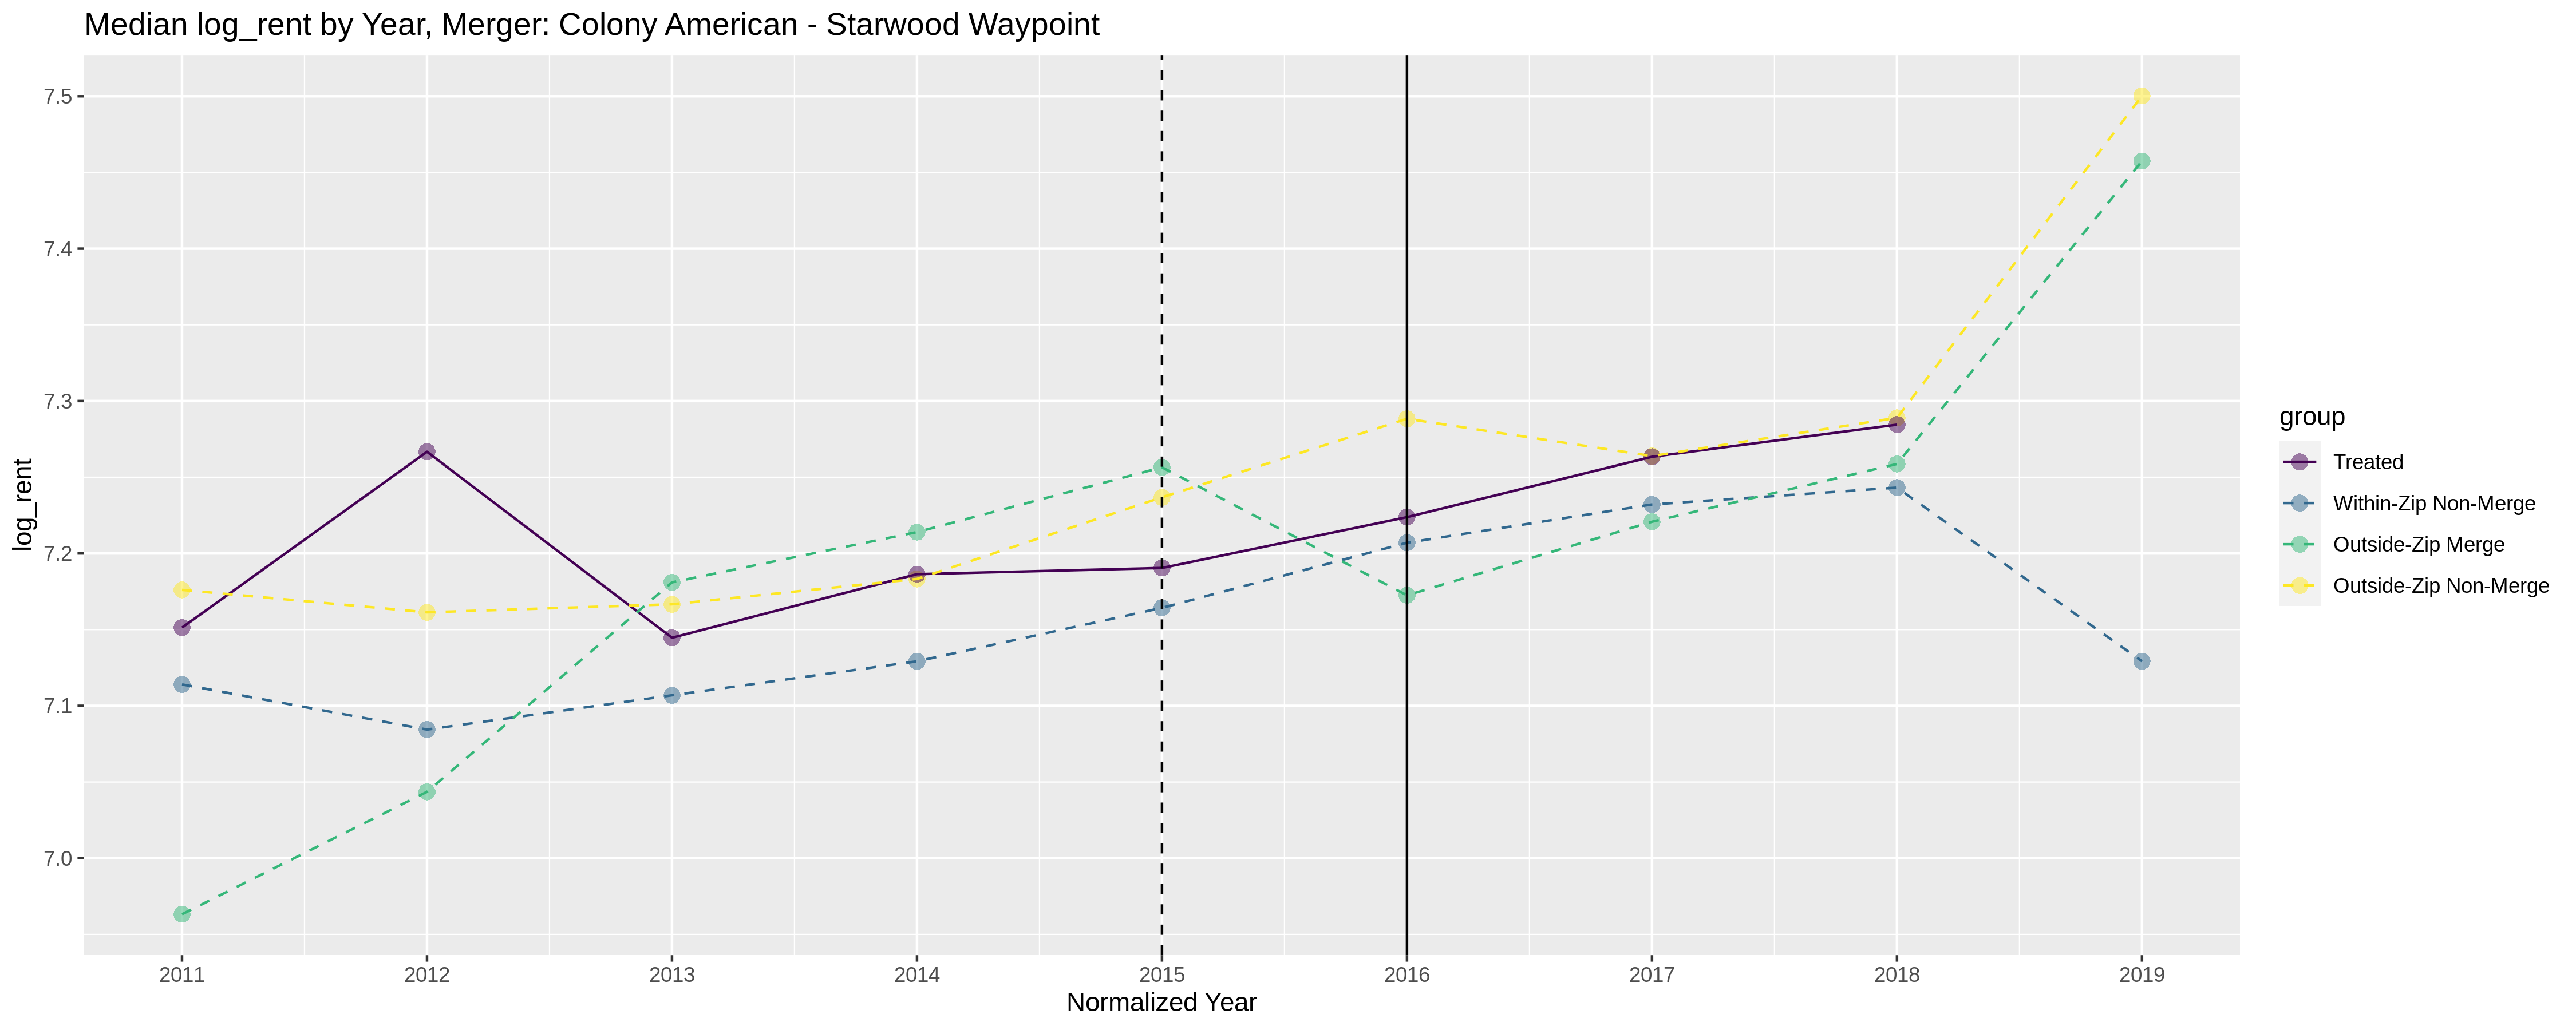 Median log_rent by Year, Merger: Colony American - Starwood Waypoint
7.5
7.4
7.3
7.2
7.1
7.0
log_rent
2011 2012 2013 2014 2015 2016 2017 2018 2019
Normalized Year
group
Treated
Within-Zip Non-Merge
Outside-Zip Merge
Outside-Zip Non-Merge